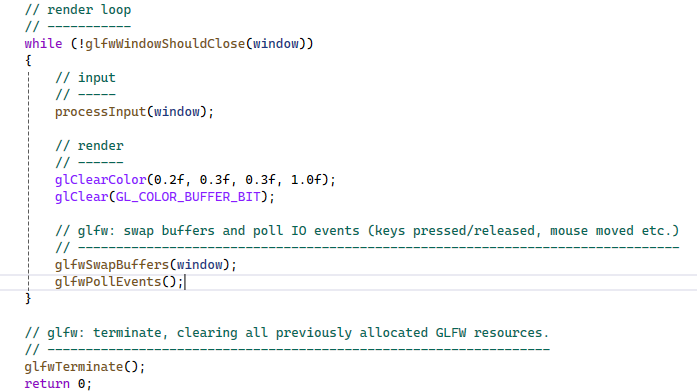 // render loop
// -----------
while (!glfwWindowShouldClose(window))
{
    // input
    // -----
    processInput(window);

    // render
    // ------
    glClearColor(0.2f, 0.3f, 0.3f, 1.0f);
    glClear(GL_COLOR_BUFFER_BIT);

    // glfw: swap buffers and poll IO events (keys pressed/released, mouse moved etc.)
    // -------------------------------------------------------------------------------
    glfwSwapBuffers(window);
    glfwPollEvents();
}

// glfw: terminate, clearing all previously allocated GLFW resources.
// ------------------------------------------------------------------
glfwTerminate();
return 0;